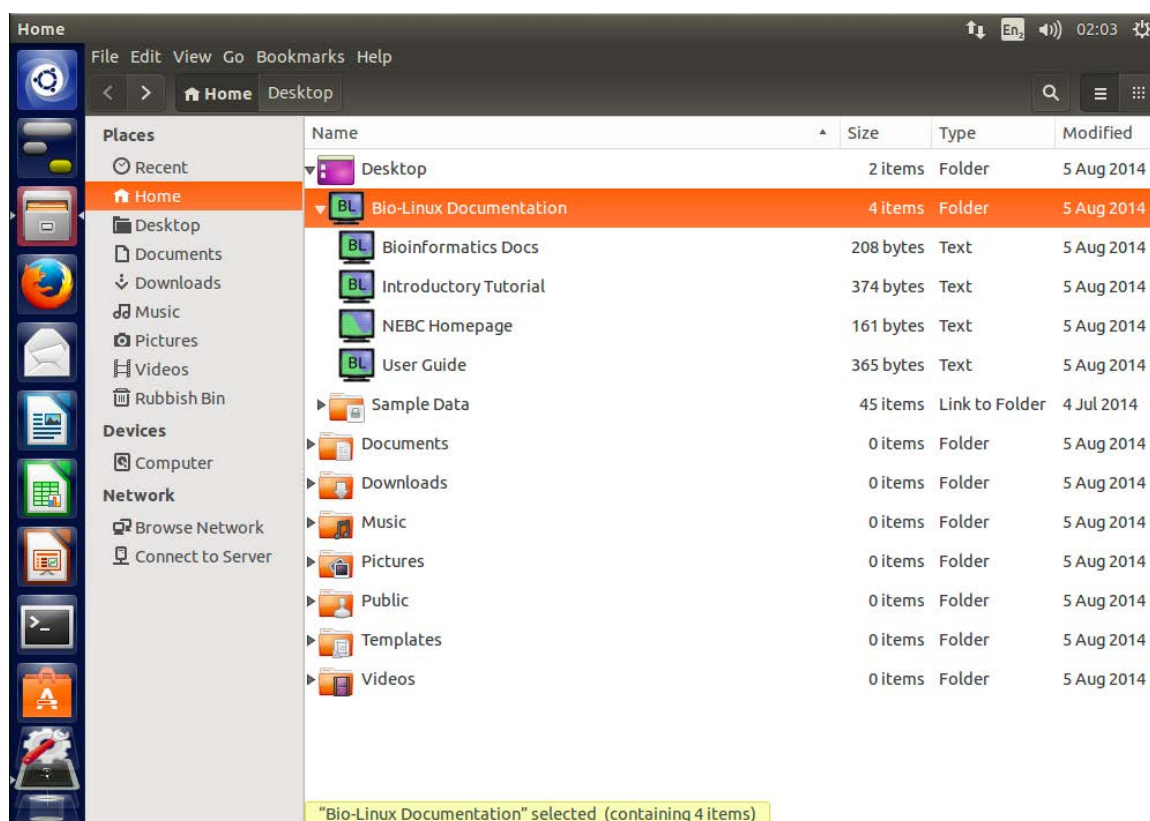 Home En2 02:03
File Edit View Go Bookmarks Help
Home Desktop
Places
Recent
Home
Desktop
Documents
Downloads
Music
Pictures
Videos
Rubbish Bin
Devices
Computer
Network
Browse Network
Connect to Server
Name Size Type Modified
Desktop 2 items Folder 5 Aug 2014
BL Bio-Linux Documentation 4 items Folder 5 Aug 2014
BL Bioinformatics Docs 208 bytes Text 5 Aug 2014
BL Introductory Tutorial 374 bytes Text 5 Aug 2014
NEBC Homepage 161 bytes Text 5 Aug 2014
BL User Guide 365 bytes Text 5 Aug 2014
Sample Data 45 items Link to Folder 4 Jul 2014
Documents 0 items Folder 5 Aug 2014
Downloads 0 items Folder 5 Aug 2014
Music 0 items Folder 5 Aug 2014
Pictures 0 items Folder 5 Aug 2014
Public 0 items Folder 5 Aug 2014
Templates 0 items Folder 5 Aug 2014
Videos 0 items Folder 5 Aug 2014
"Bio-Linux Documentation" selected (containing 4 items)